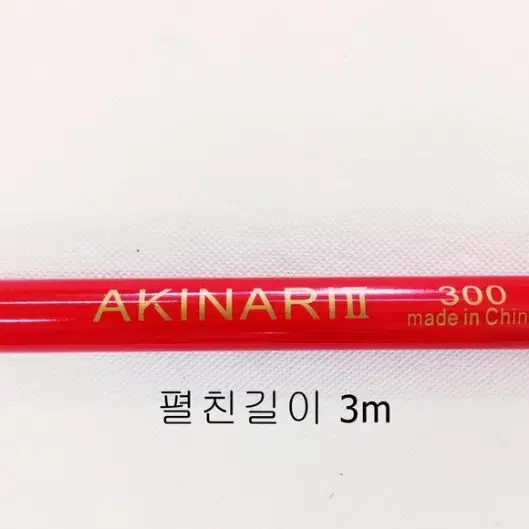 AKINARI II
300
made in Chin
펼친길이 3m